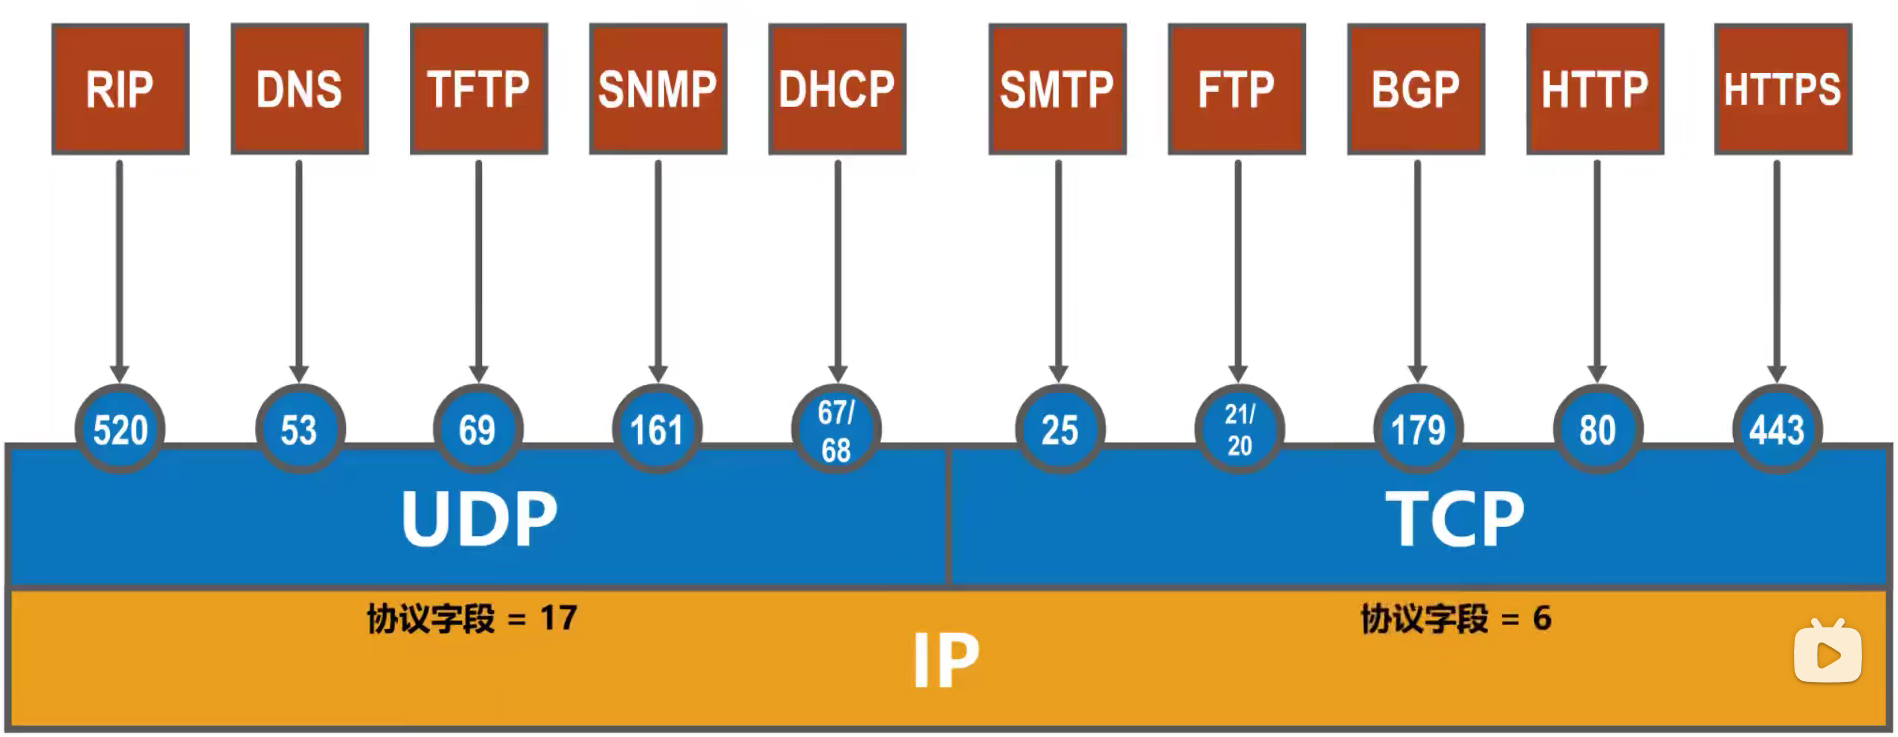 RIP
DNS
TFTP
SNMP
DHCP
SMTP
FTP
BGP
HTTP
HTTPS
520
53
69
161
67/
68
25
21/
20
179
80
443
UDP
TCP
协议字段 = 17
协议字段 = 6
IP